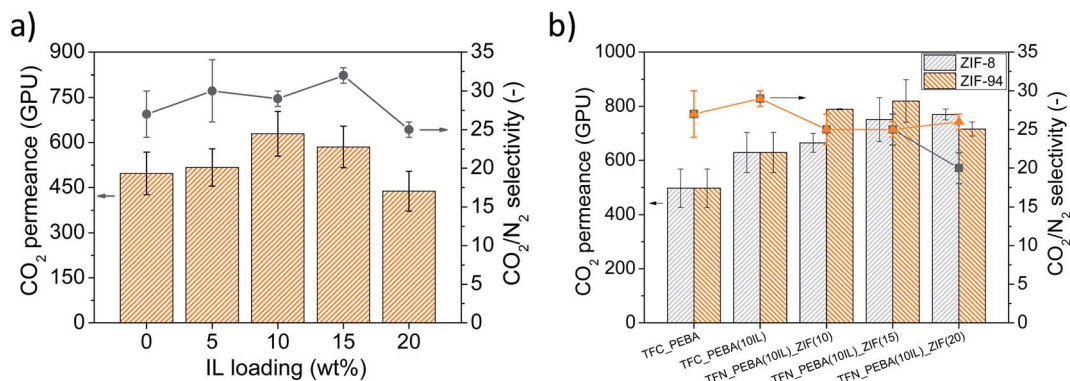 a)
900
750
600
450
300
150
0
CO₂ permeance (GPU)
35
30
25
20
15
10
5
0
CO₂/N₂ selectivity (-)
0 5 10 15 20
IL loading (wt%)
b)
1000
800
600
400
200
0
CO₂ permeance (GPU)
ZIF-8
ZIF-94
35
30
25
20
15
10
5
0
CO₂/N₂ selectivity (-)
TFC_PEBA
TFC_PEBA(10IL)
TFN_PEBA(10IL)_ZIF(10)
TFN_PEBA(10IL)_ZIF(15)
TFN_PEBA(10IL)_ZIF(20)